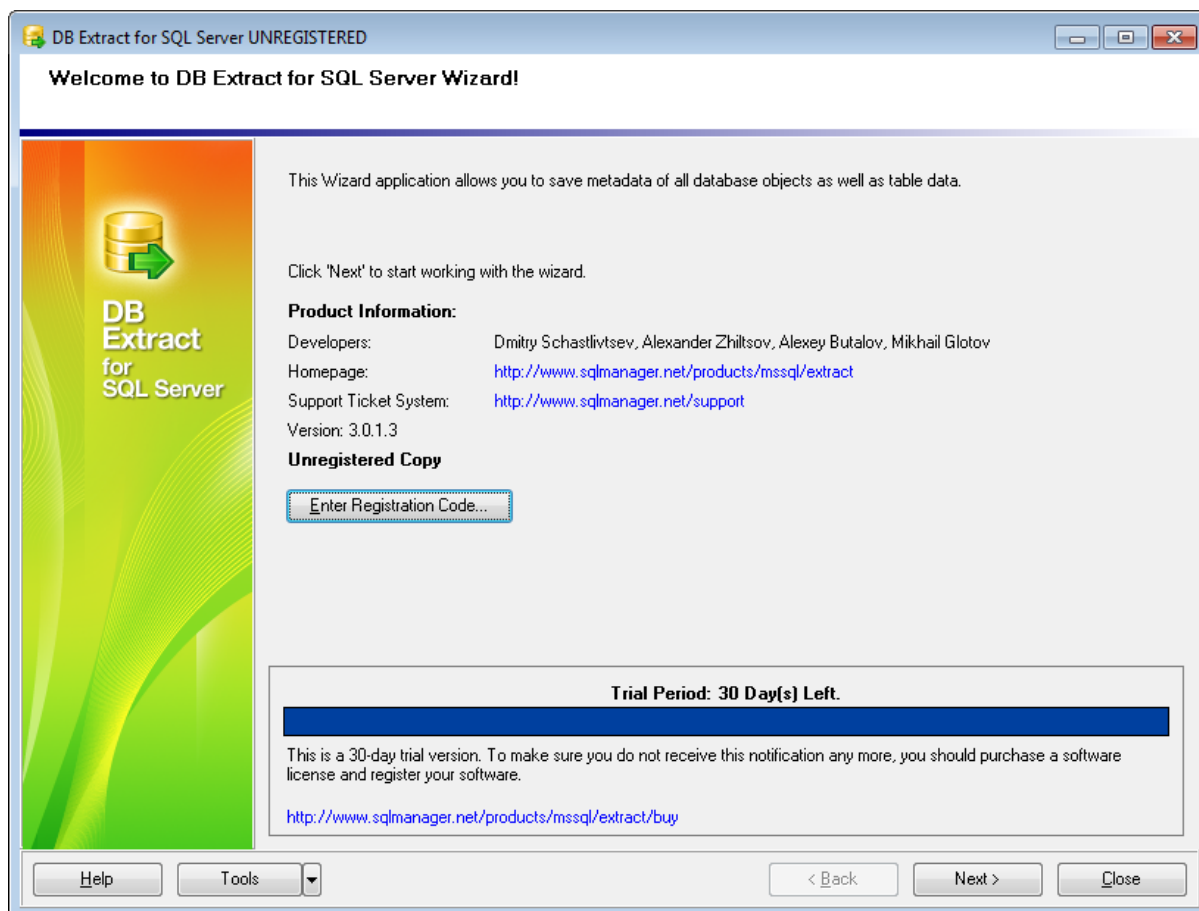 DB Extract for SQL Server UNREGISTERED
Welcome to DB Extract for SQL Server Wizard!
DB
Extract
for
SQL Server
This Wizard application allows you to save metadata of all database objects as well as table data.
Click 'Next' to start working with the wizard.
Product Information:
Developers: Dmitry Schastlivtsev, Alexander Zhiltsov, Alexey Butalov, Mikhail Glotov
Homepage: http://www.sqlmanager.net/products/mssql/extract
Support Ticket System: http://www.sqlmanager.net/support
Version: 3.0.1.3
Unregistered Copy
Enter Registration Code...
Trial Period: 30 Day(s) Left.
This is a 30-day trial version. To make sure you do not receive this notification any more, you should purchase a software
license and register your software.
http://www.sqlmanager.net/products/mssql/extract/buy
Help Tools < Back Next > Close